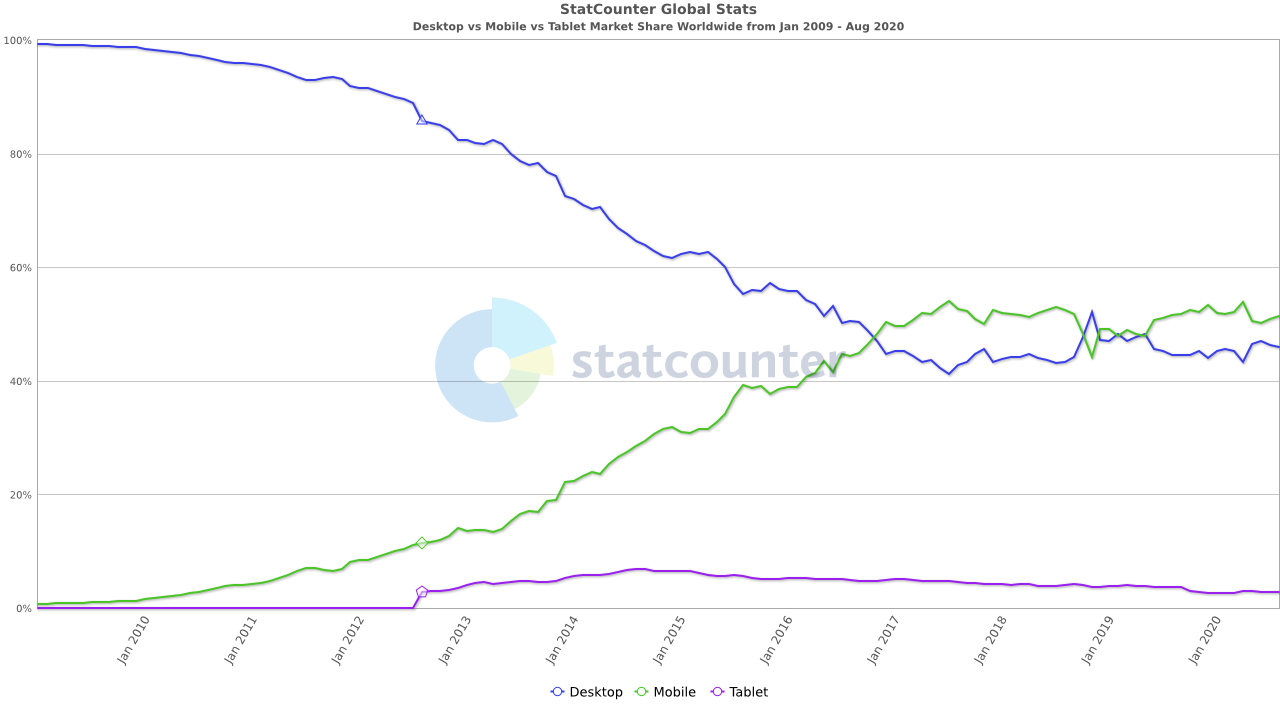 StatCounter Global Stats
Desktop vs Mobile vs Tablet Market Share Worldwide from Jan 2009 - Aug 2020
100%
80%
60%
statcounter
40%
20%
0%
Jan 2010
Jan 2011
Jan 2012
Jan 2013
Jan 2014
Jan 2015
Jan 2016
Jan 2017
Jan 2018
Jan 2019
Jan 2020
Desktop Mobile Tablet